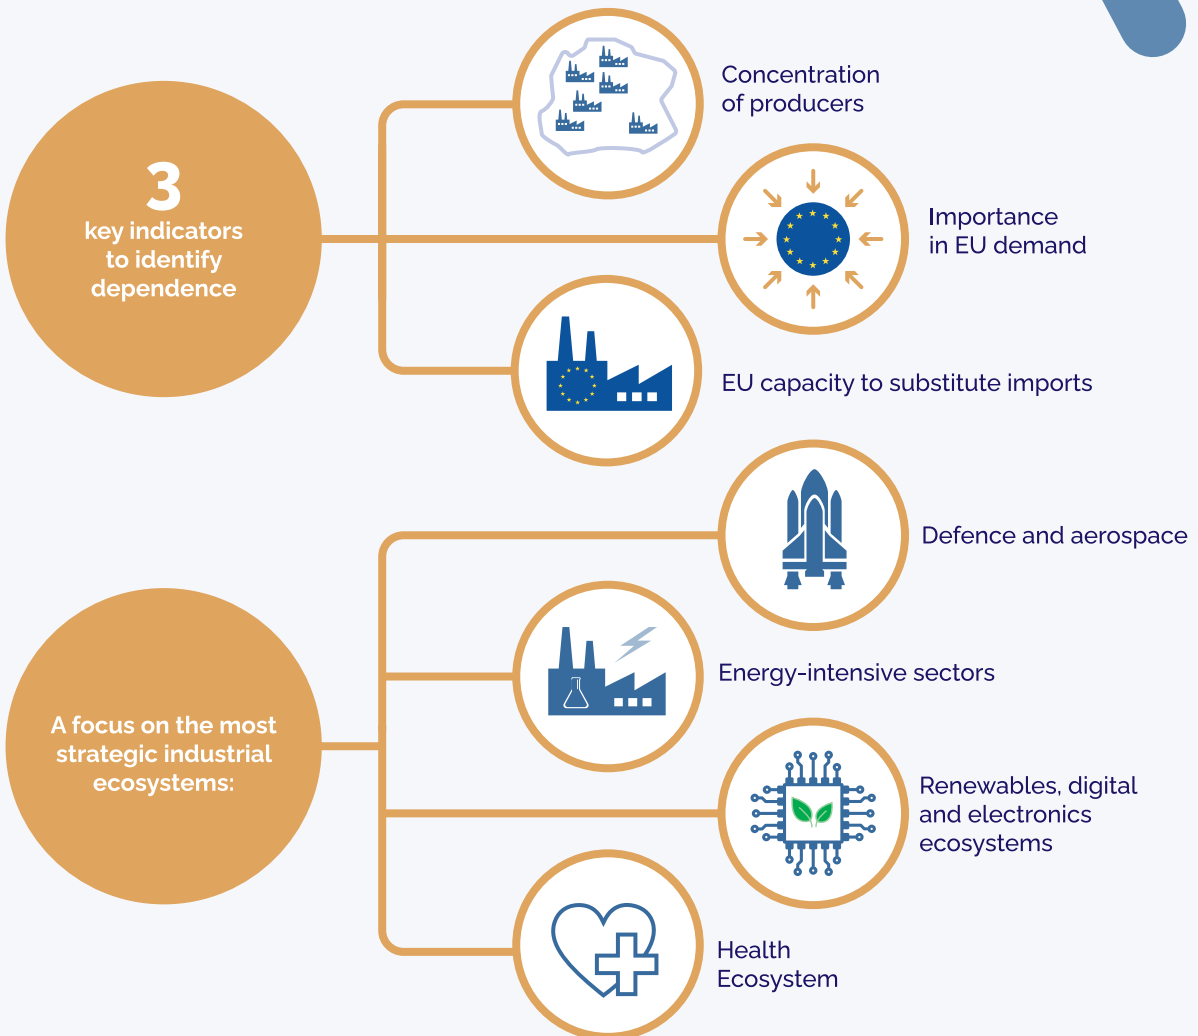 3
key indicators
to identify
dependence
Concentration
of producers
Importance
in EU demand
EU capacity to substitute imports
A focus on the most
strategic industrial
ecosystems:
Defence and aerospace
Energy-intensive sectors
Renewables, digital
and electronics
ecosystems
Health
Ecosystem